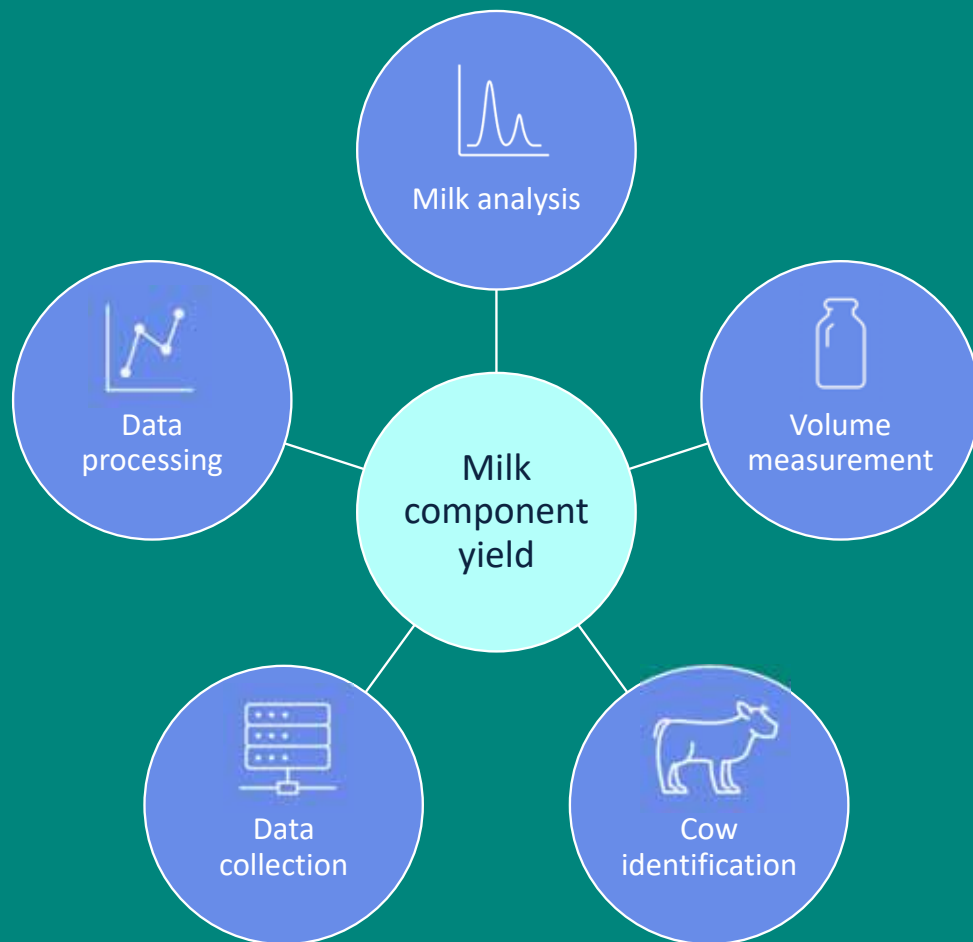 Milk analysis
Data
processing
Volume
measurement
Milk
component
yield
Data
collection
Cow
identification